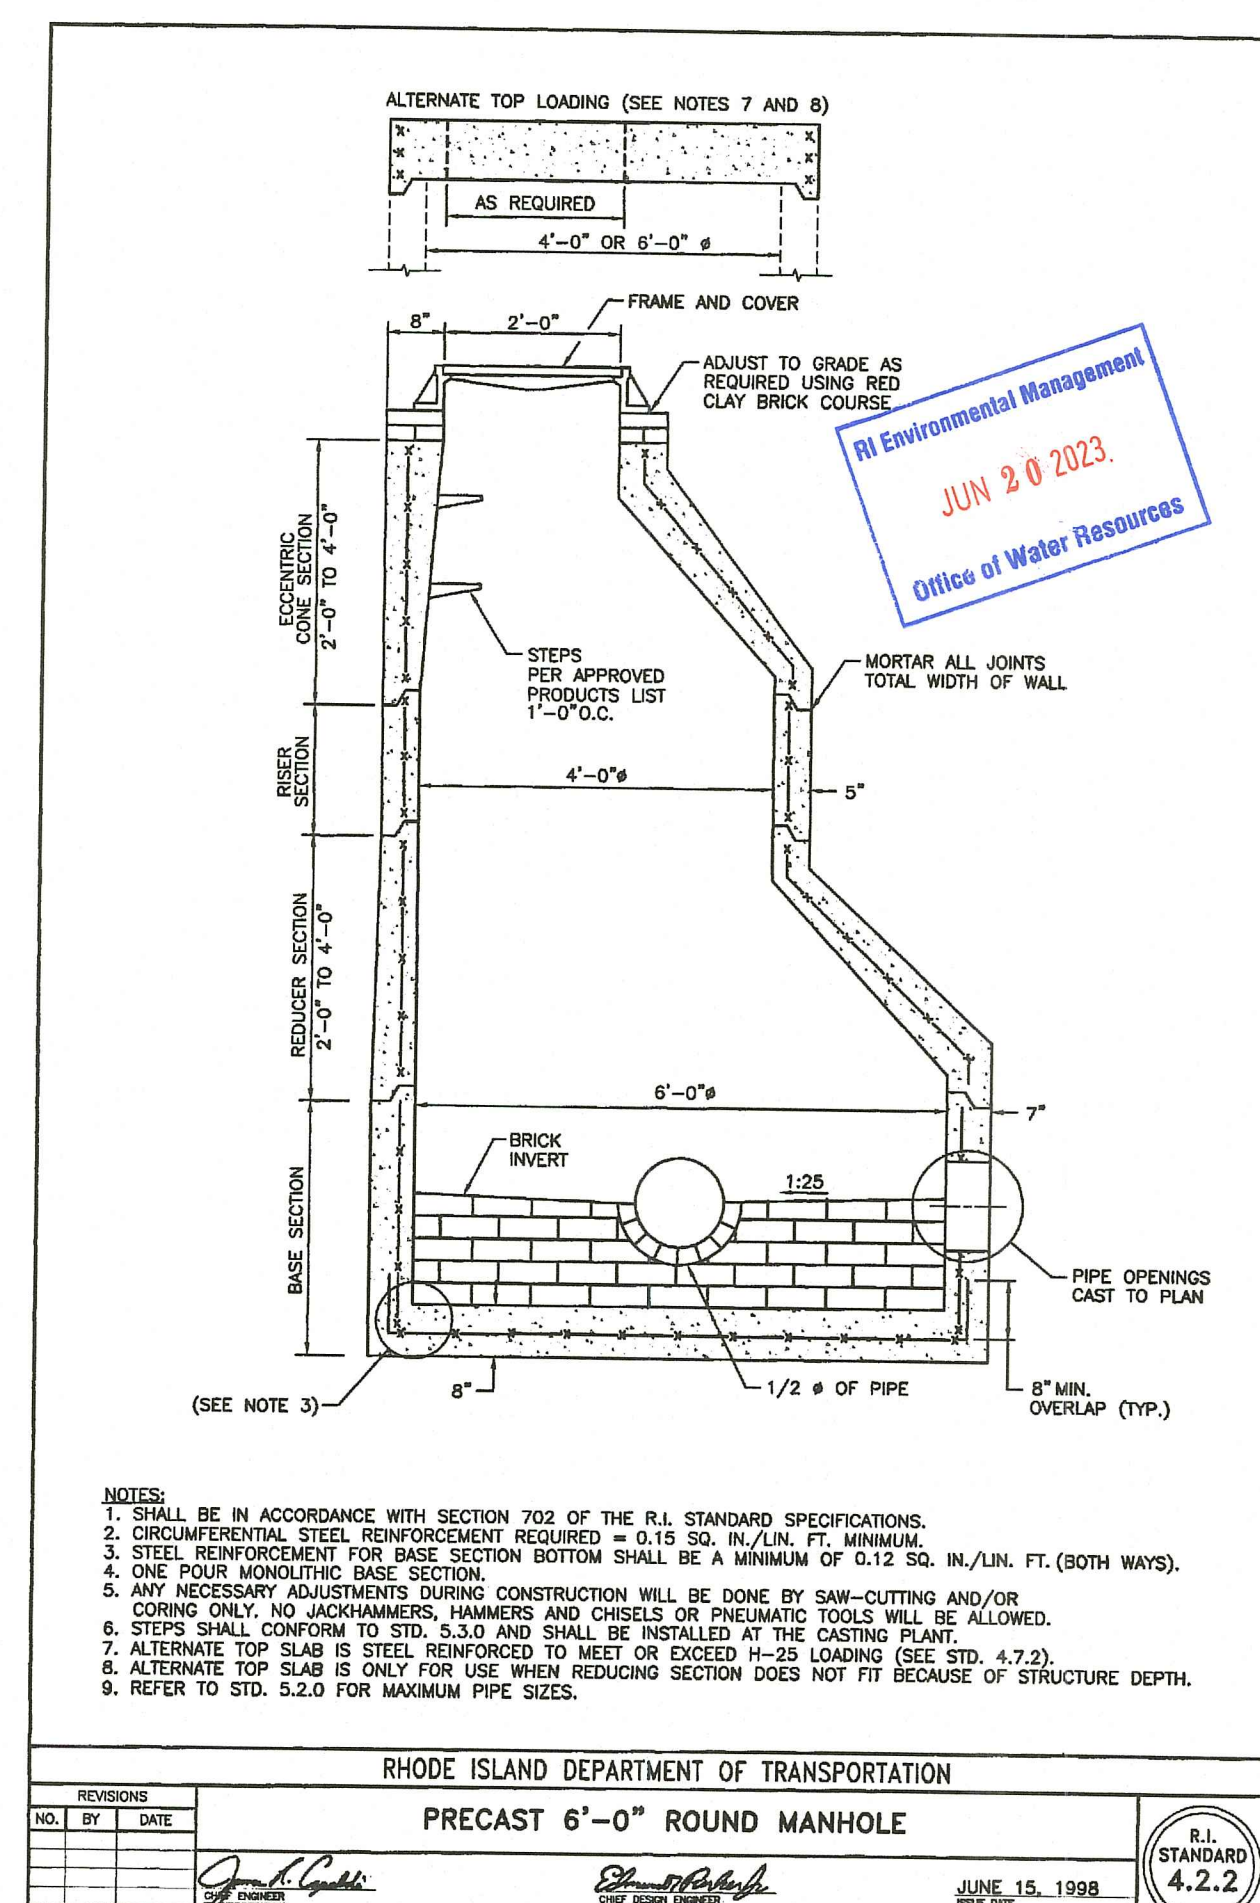 ALTERNATE TOP LOADING (SEE NOTES 7 AND 8)
AS REQUIRED
4'-0" OR 6'-0" ø
FRAME AND COVER
8"
2'-0"
ADJUST TO GRADE AS
REQUIRED USING RED
CLAY BRICK COURSE
RI Environmental Management
JUN 20 2023
Office of Water Resources
ECCENTRIC
CONE SECTION
2'-0" TO 4'-0"
STEPS
PER APPROVED
PRODUCTS LIST
1'-0"O.C.
MORTAR ALL JOINTS
TOTAL WIDTH OF WALL
RISER
SECTION
4'-0"ø
5"
REDUCER SECTION
2'-0" TO 4'-0"
6'-0"ø
7"
BRICK
INVERT
1:25
BASE SECTION
PIPE OPENINGS
CAST TO PLAN
8"
1/2 ø OF PIPE
8"MIN.
OVERLAP (TYP.)
(SEE NOTE 3)
NOTES:
1. SHALL BE IN ACCORDANCE WITH SECTION 702 OF THE R.I. STANDARD SPECIFICATIONS.
2. CIRCUMFERENTIAL STEEL REINFORCEMENT REQUIRED = 0.15 SQ. IN./LIN. FT. MINIMUM.
3. STEEL REINFORCEMENT FOR BASE SECTION BOTTOM SHALL BE A MINIMUM OF 0.12 SQ. IN./LIN. FT. (BOTH WAYS).
4. ONE POUR MONOLITHIC BASE SECTION.
5. ANY NECESSARY ADJUSTMENTS DURING CONSTRUCTION WILL BE DONE BY SAW-CUTTING AND/OR
CORING ONLY. NO JACKHAMMERS, HAMMERS AND CHISELS OR PNEUMATIC TOOLS WILL BE ALLOWED.
6. STEPS SHALL CONFORM TO STD. 5.3.0 AND SHALL BE INSTALLED AT THE CASTING PLANT.
7. ALTERNATE TOP SLAB IS STEEL REINFORCED TO MEET OR EXCEED H-25 LOADING (SEE STD. 4.7.2).
8. ALTERNATE TOP SLAB IS ONLY FOR USE WHEN REDUCING SECTION DOES NOT FIT BECAUSE OF STRUCTURE DEPTH.
9. REFER TO STD. 5.2.0 FOR MAXIMUM PIPE SIZES.
RHODE ISLAND DEPARTMENT OF TRANSPORTATION
REVISIONS
NO. BY DATE
PRECAST 6'-0" ROUND MANHOLE
R.I.
STANDARD
4.2.2
CHIEF ENGINEER
CHIEF DESIGN ENGINEER
JUNE 15, 1998
ISSUE DATE